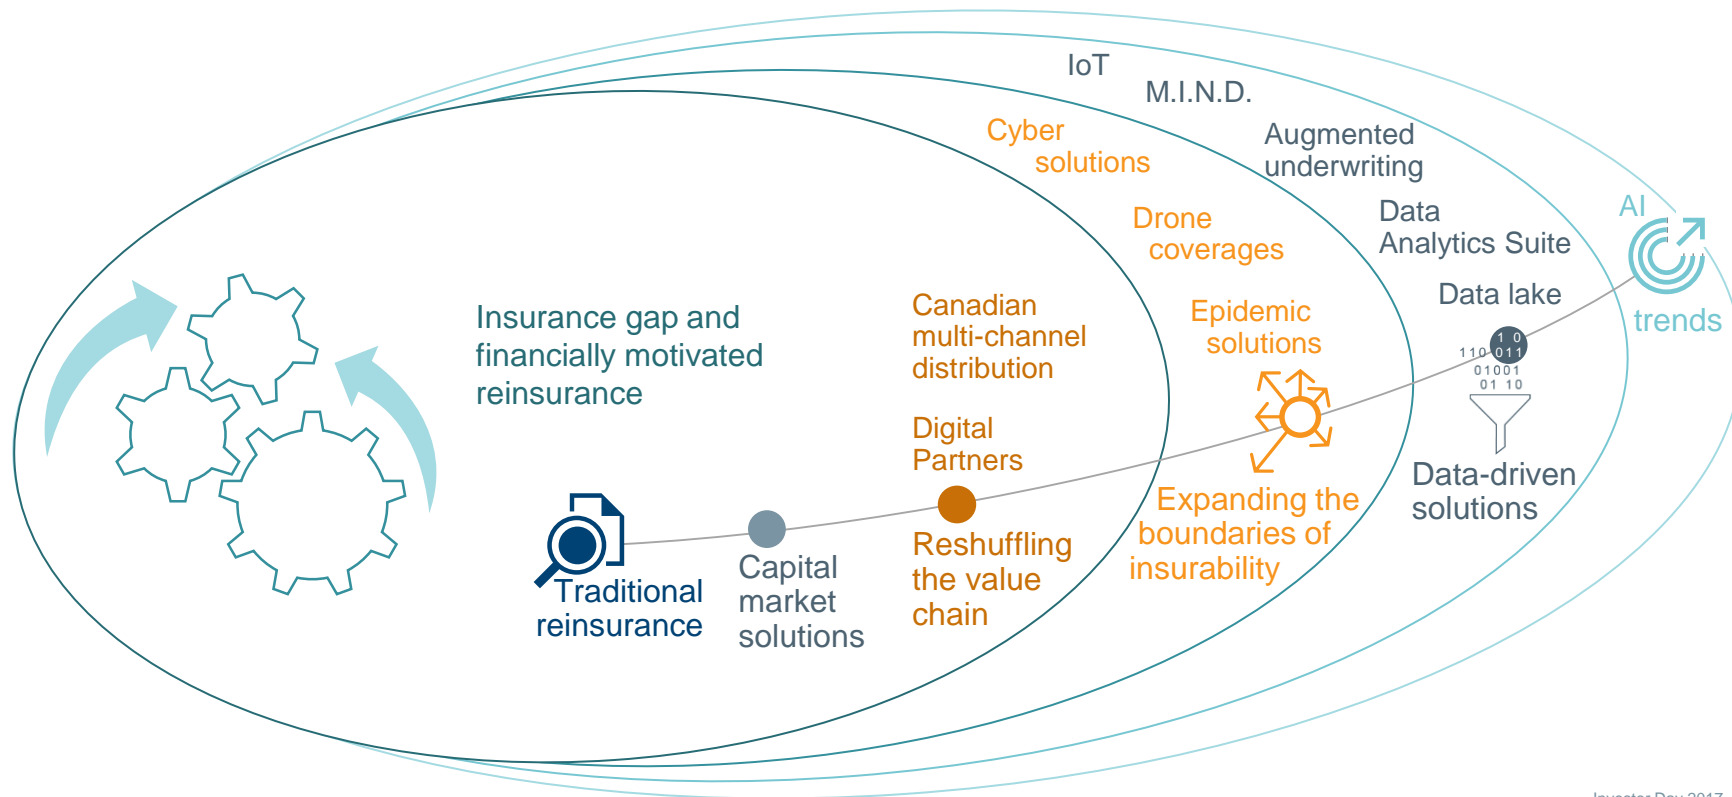 IoT
M.I.N.D.
Cyber
solutions
Augmented
underwriting
Drone
coverages
Data
Analytics Suite
AI
trends
Insurance gap and
financially motivated
reinsurance
Canadian
multi-channel
distribution
Epidemic
solutions
Data lake
1 0
110 011
01001
01 10
Digital
Partners
Data-driven
solutions
Expanding the
boundaries of
insurability
Reshuffling
the value
chain
Capital
market
solutions
Traditional
reinsurance